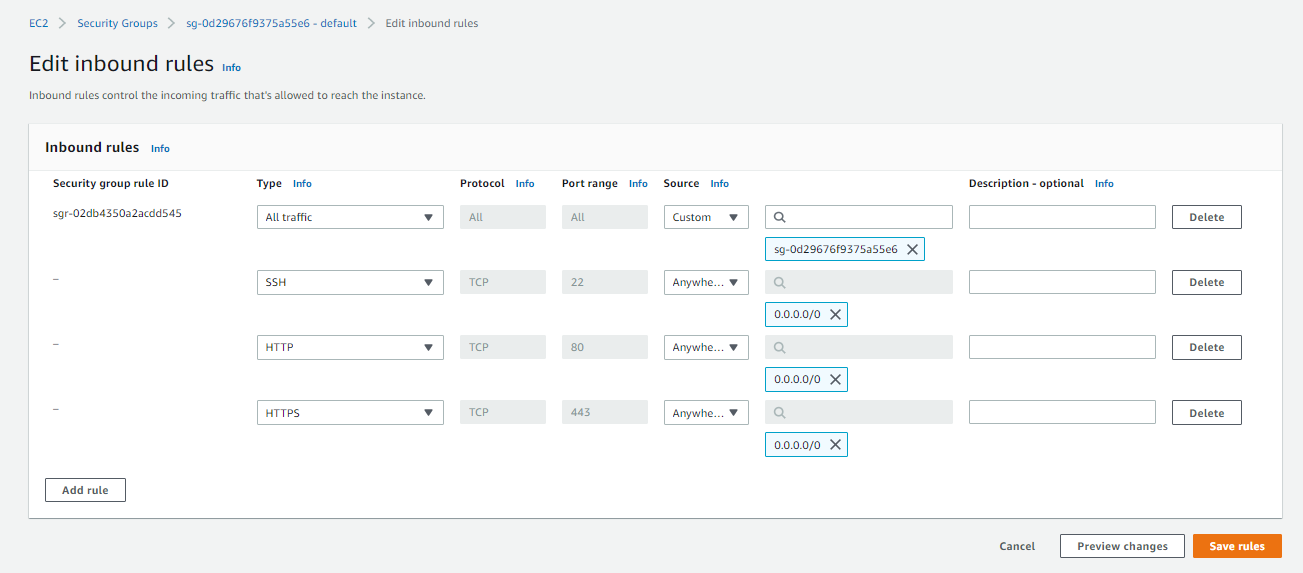 EC2 > Security Groups > sg-0d29676f9375a55e6 - default > Edit inbound rules
Edit inbound rules Info
Inbound rules control the incoming traffic that's allowed to reach the instance.
Inbound rules Info
Security group rule ID Type Info Protocol Info Port range Info Source Info Description - optional Info
sgr-02db4350a2acdd545 All traffic All All Custom Delete
sg-0d29676f9375a55e6
– SSH TCP 22 Anywhe... Delete
0.0.0.0/0
– HTTP TCP 80 Anywhe... Delete
0.0.0.0/0
– HTTPS TCP 443 Anywhe... Delete
0.0.0.0/0
Add rule
Cancel Preview changes Save rules